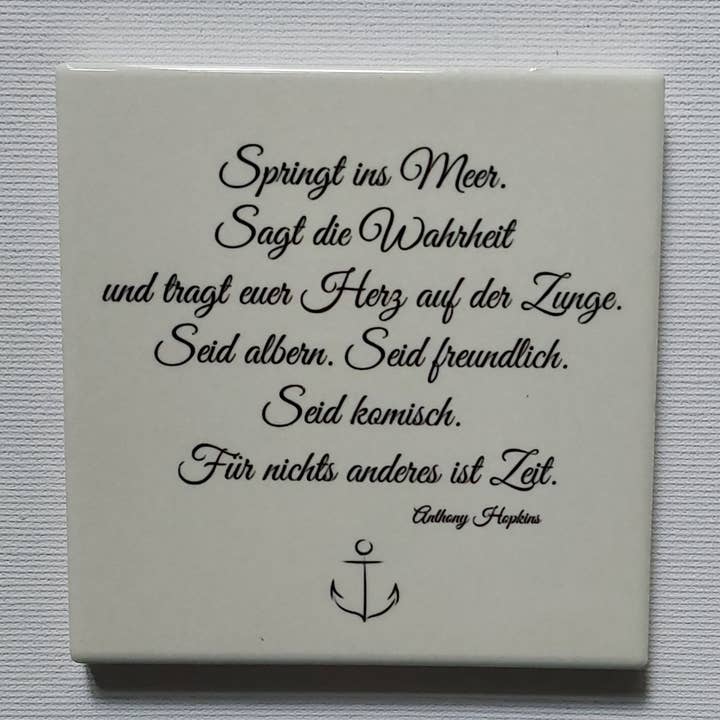 Springt ins Meer.
Sagt die Wahrheit
und tragt euer Herz auf der Zunge.
Seid albern. Seid freundlich.
Seid komisch.
Für nichts anderes ist Zeit.
Anthony Hopkins